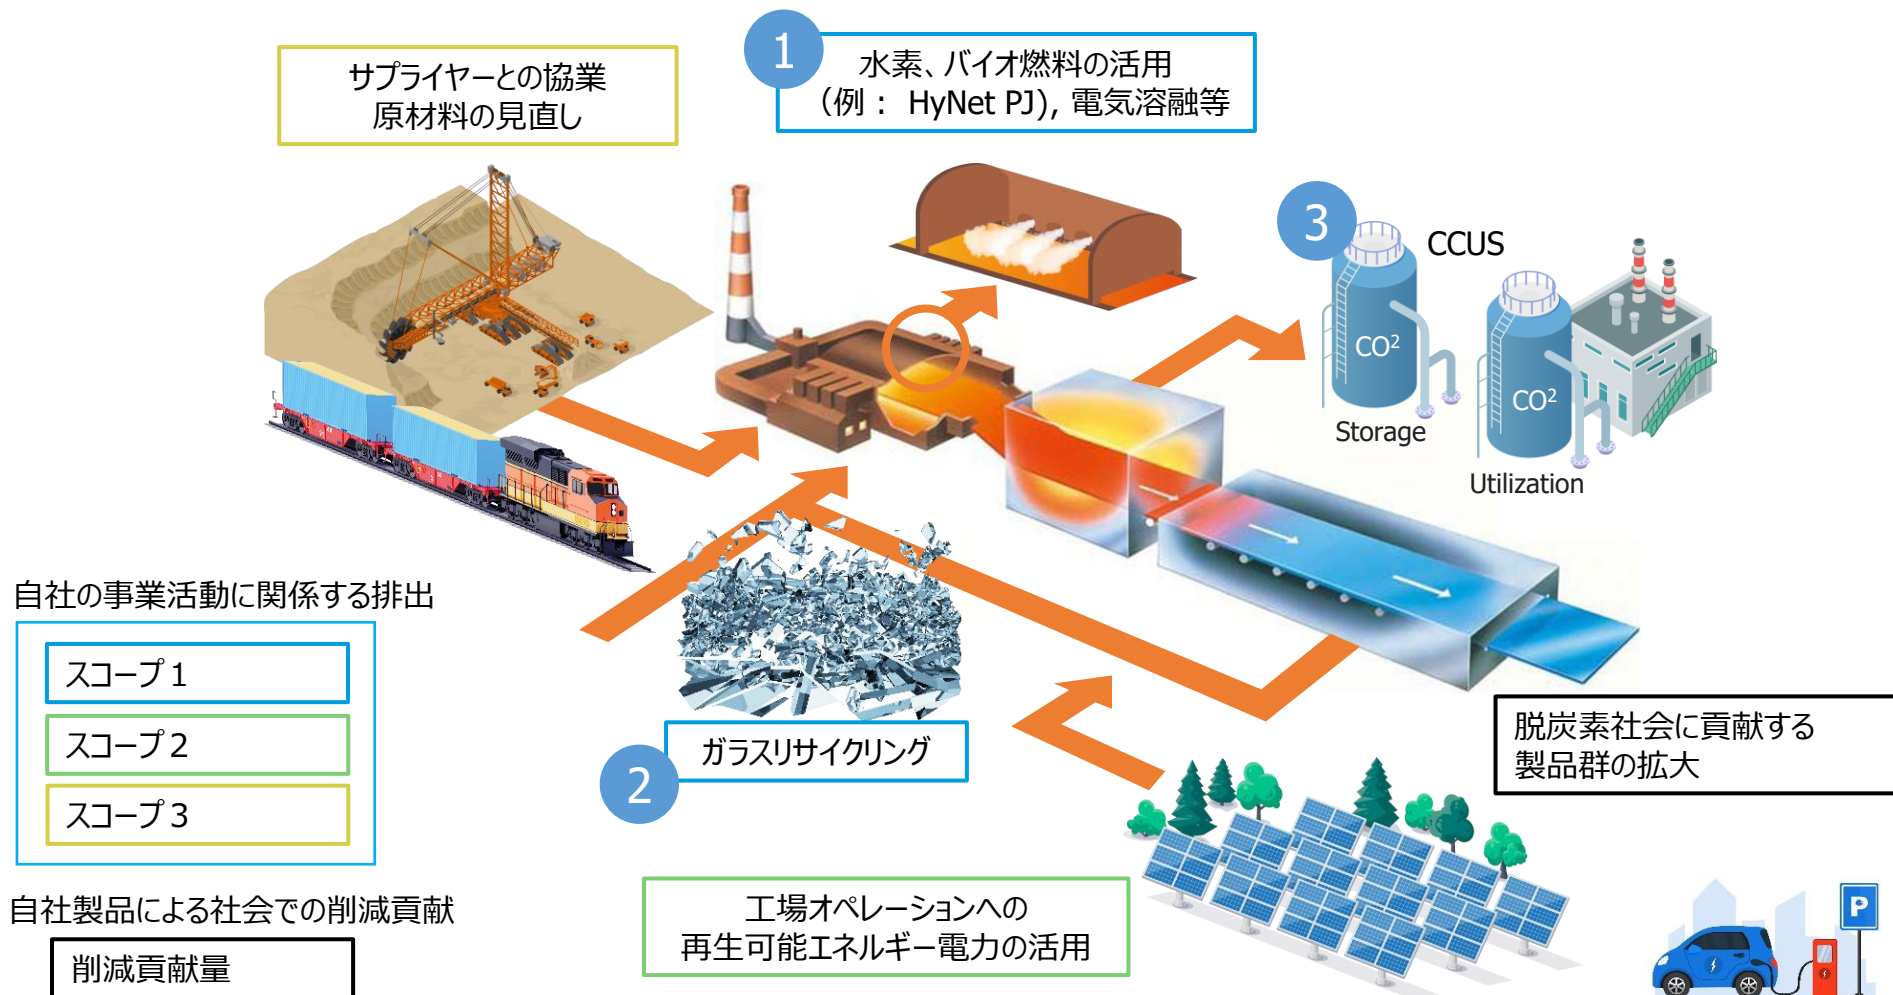 サプライヤーとの協業
原材料の見直し
1
水素、バイオ燃料の活用
（例： HyNet PJ), 電気溶融等
3
CCUS
CO²
CO²
Storage
Utilization
自社の事業活動に関係する排出
スコープ１
スコープ２
スコープ３
2
ガラスリサイクリング
脱炭素社会に貢献する
製品群の拡大
自社製品による社会での削減貢献
削減貢献量
工場オペレーションへの
再生可能エネルギー電力の活用
P